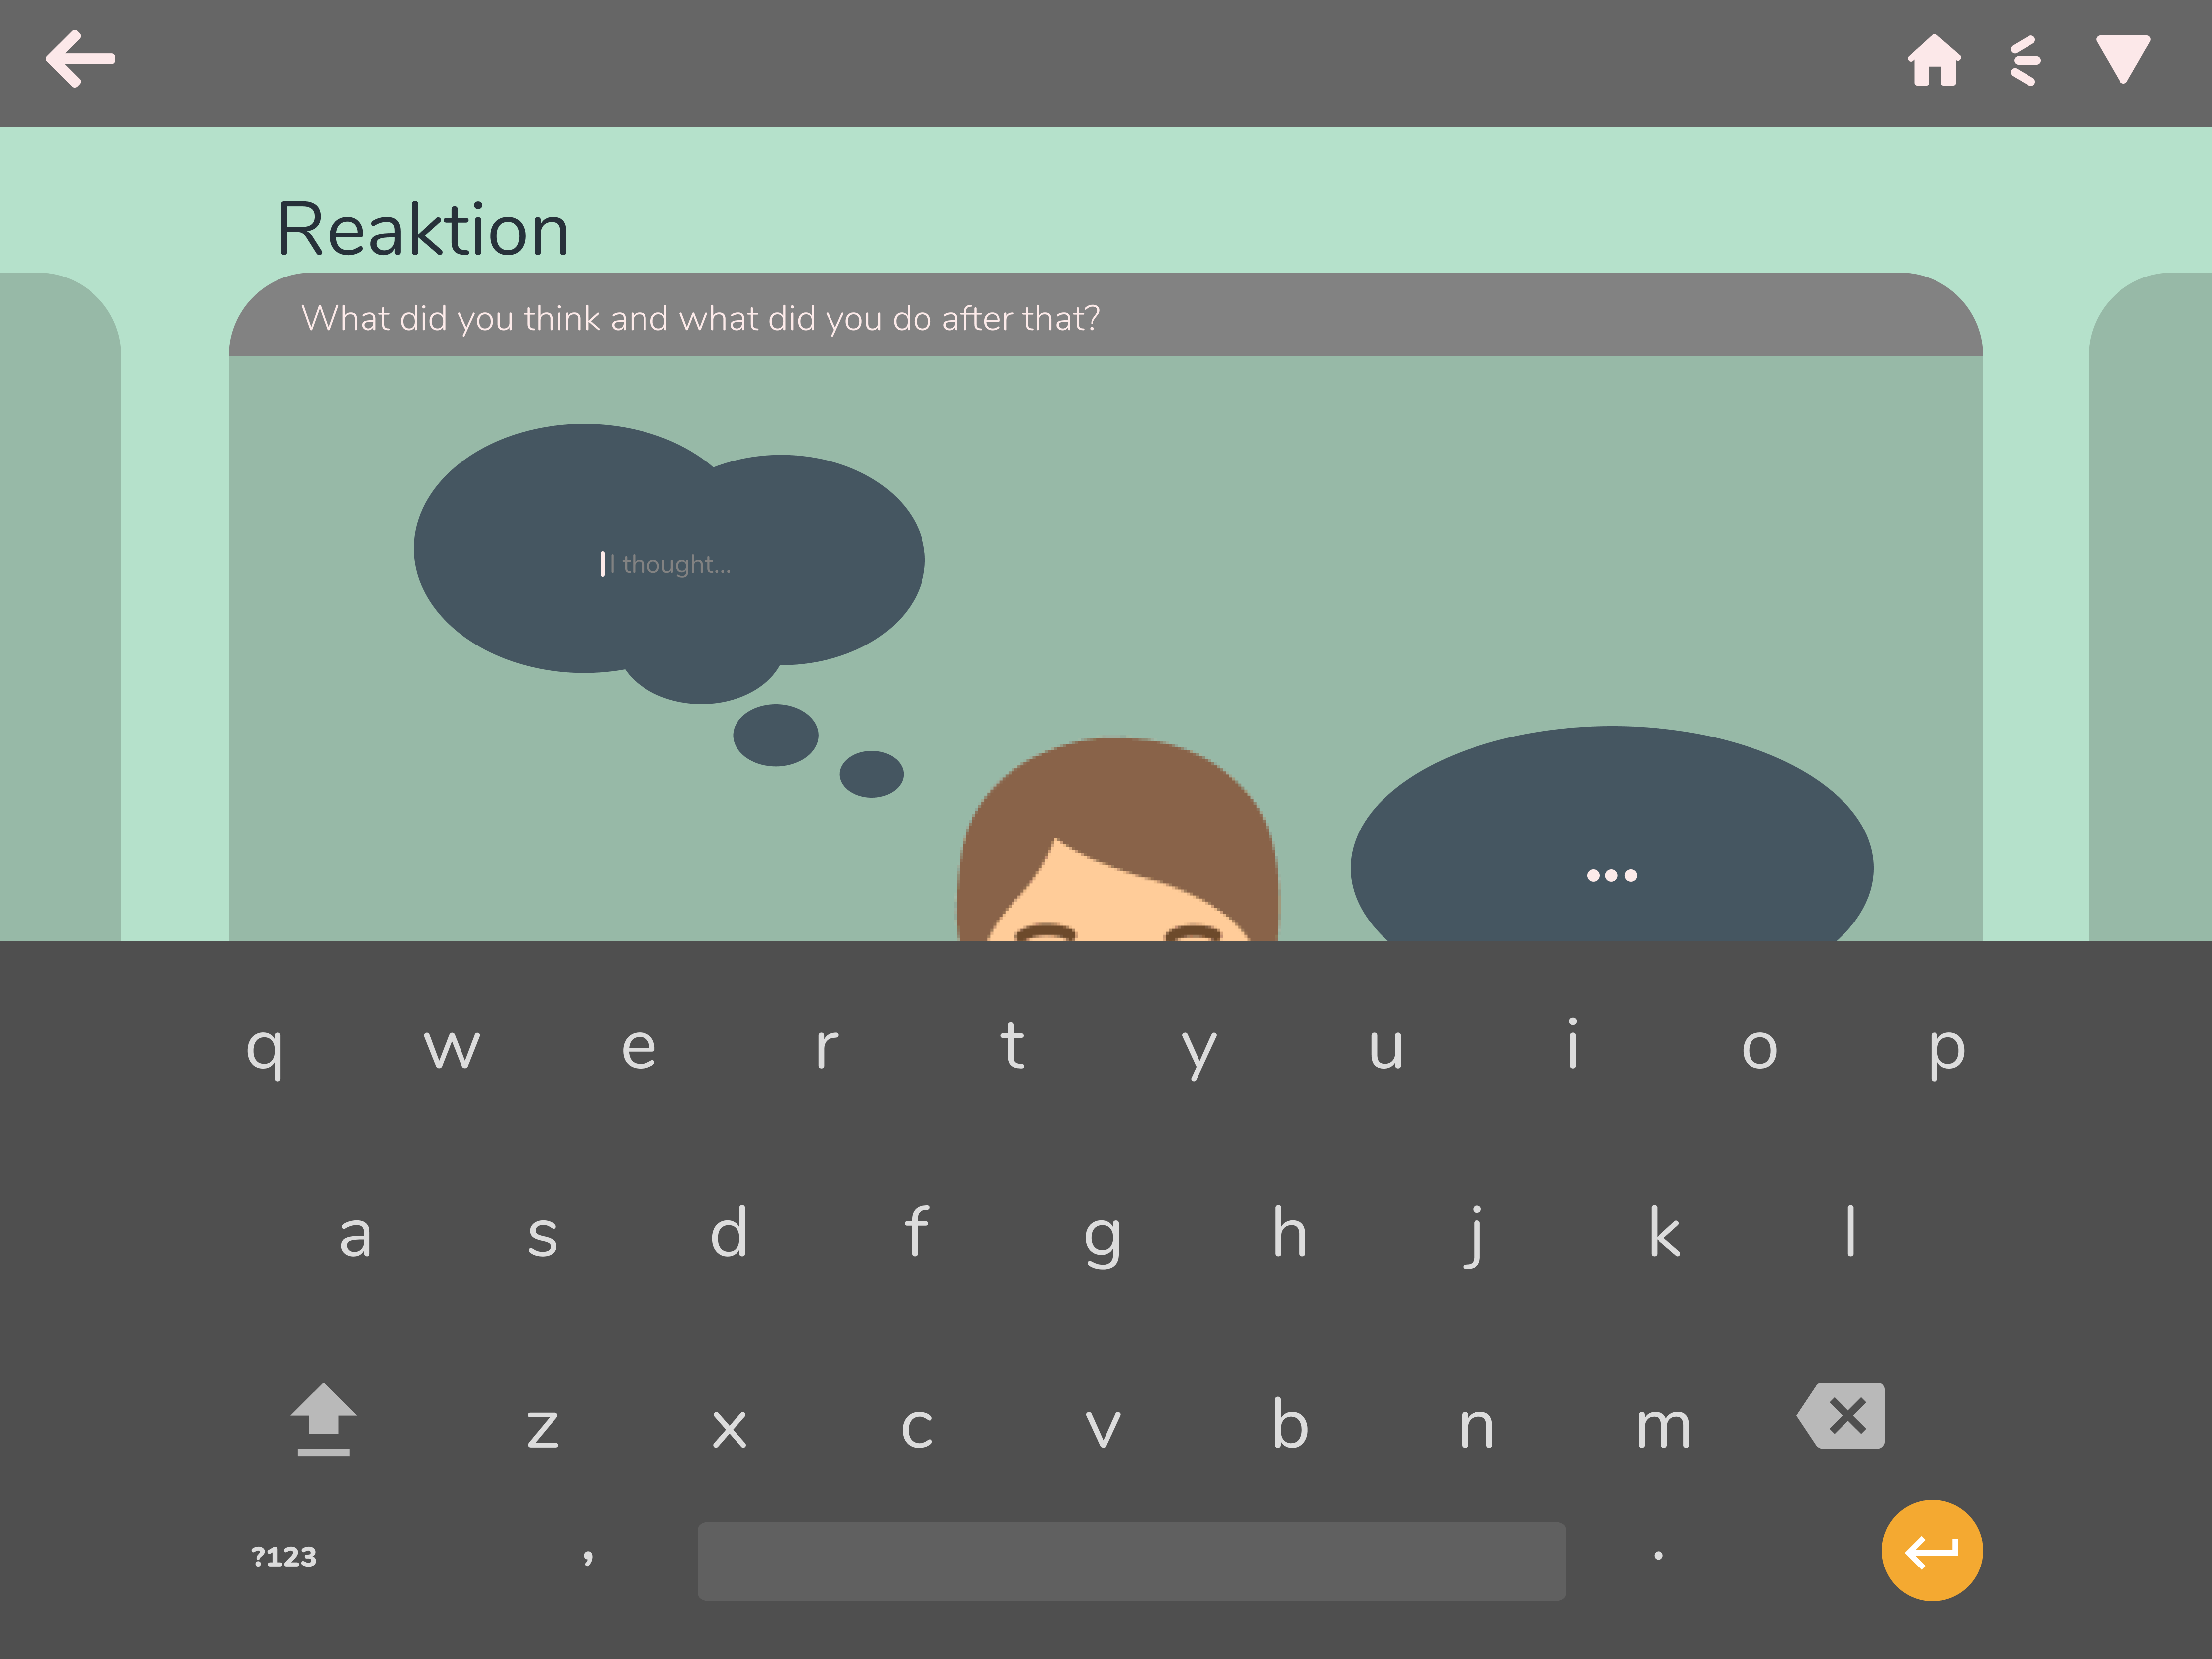 Reaktion
What did you think and what did you do after that?
I thought...
...
q w e r t y u i o p
a s d f g h j k l
z x c v b n m
?123 , .